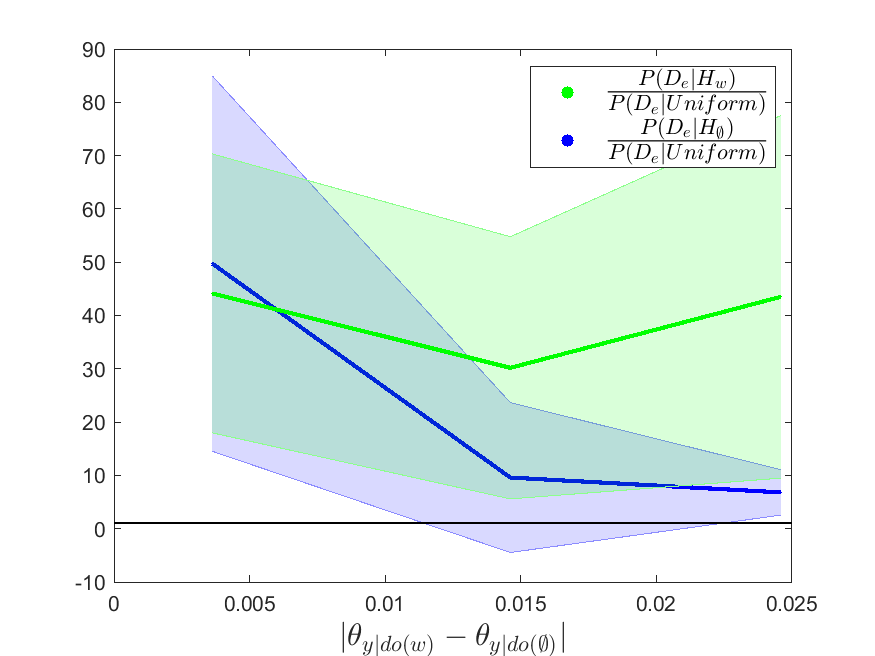 90
80
70
60
50
40
30
20
10
0
-10
P(D_e|H_w)
P(D_e|Uniform)
P(D_e|H_∅)
P(D_e|Uniform)
0 0.005 0.01 0.015 0.02 0.025
|θ_{y|do(w)} − θ_{y|do(∅)}|